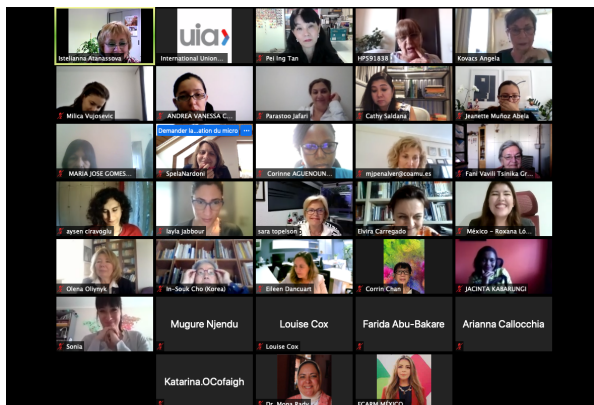 Istelianna Atanassova
uia
International Union...
Pei Ing Tan
HP591838
Kovacs Angela
Milica Vujosevic
ANDREA VANESSA C...
Parastoo Jafari
Cathy Saldana
Jeanette Muñoz Abela
Demander la...ation du micro ...
MARIA JOSE GOMES...
SpelaNardoni
Corinne AGUENOUN...
mjpenalver@coamu.es
Fani Vavili Tsinika Gr...
aysen ciravoglu
layla jabbour
sara topelson
Elvira Carregado
México - Roxana Ló...
Olena Oliynyk
In-Souk Cho (Korea)
Eileen Dancuart
Corrin Chan
JACINTA KABARUNGI
Sonia
Mugure Njendu
Louise Cox
Louise Cox
Farida Abu-Bakare
Arianna Callocchia
Katarina.OCofaigh
Dr. Mona Rady
FCARM MÉXICO